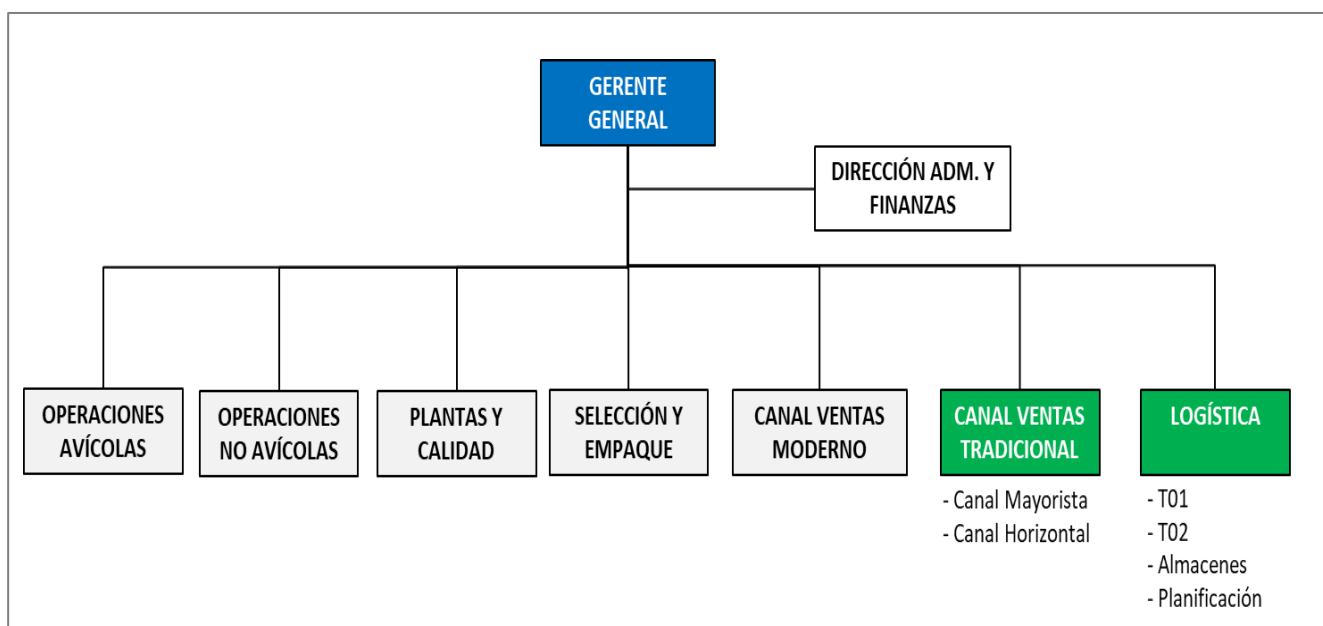 GERENTE
GENERAL
DIRECCIÓN ADM. Y
FINANZAS
OPERACIONES
AVÍCOLAS
OPERACIONES
NO AVÍCOLAS
PLANTAS Y
CALIDAD
SELECCIÓN Y
EMPAQUE
CANAL VENTAS
MODERNO
CANAL VENTAS
TRADICIONAL
- Canal Mayorista
- Canal Horizontal
LOGÍSTICA
- T01
- T02
- Almacenes
- Planificación